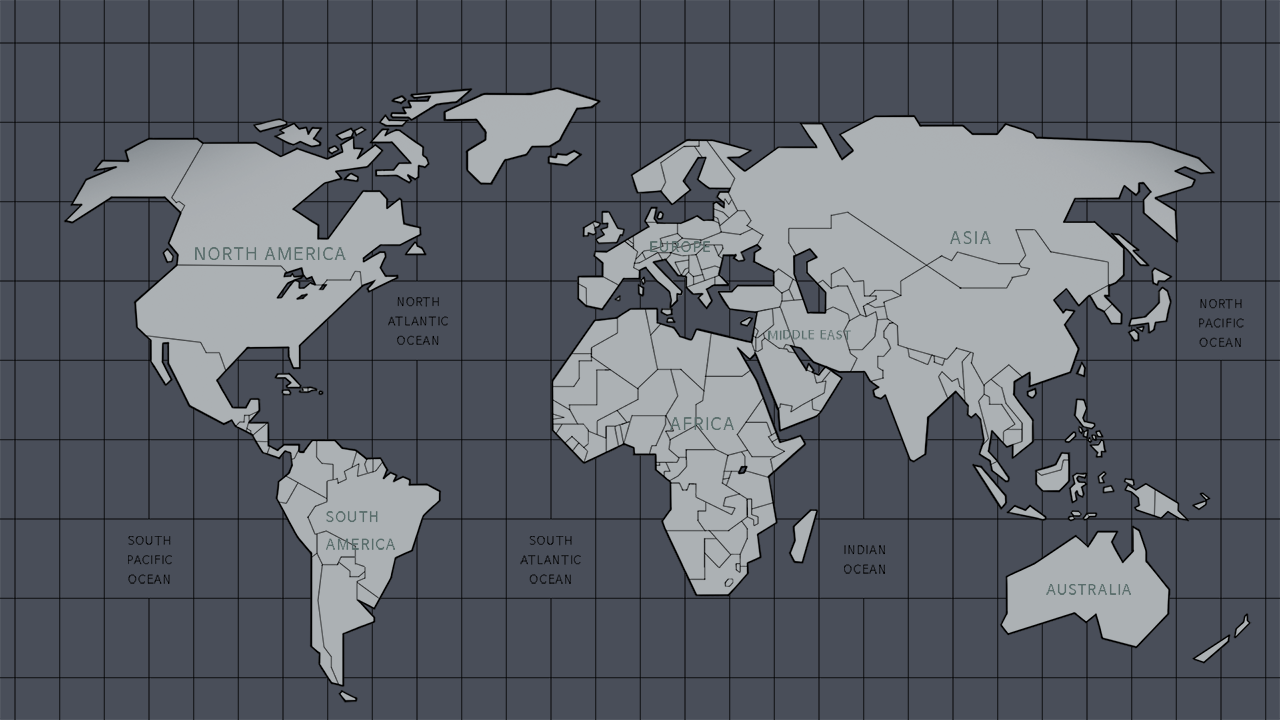 NORTH AMERICA
EUROPE
ASIA
NORTH
ATLANTIC
OCEAN
NORTH
PACIFIC
OCEAN
MIDDLE EAST
AFRICA
SOUTH
AMERICA
SOUTH
PACIFIC
OCEAN
SOUTH
ATLANTIC
OCEAN
INDIAN
OCEAN
AUSTRALIA